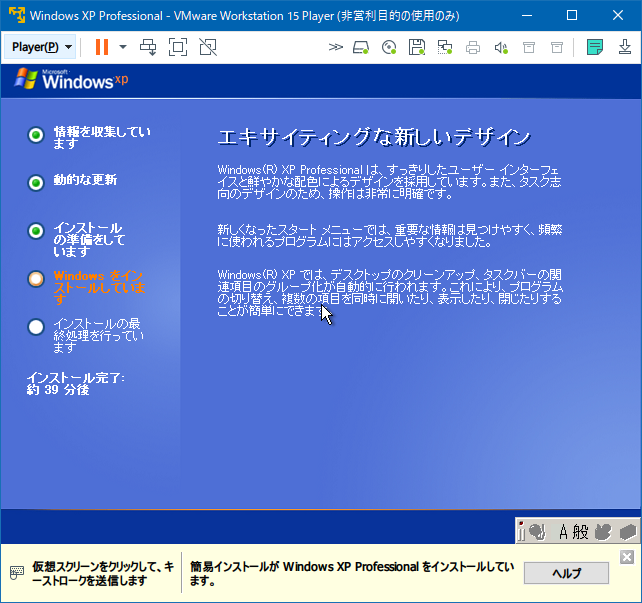 Windows XP Professional - VMware Workstation 15 Player (非営利目的の使用のみ)
Player(P)
Microsoft
Windows xp
情報を収集してい
ます
動的な更新
インストール
の準備をして
います
Windows をイン
ストールしていま
す
インストールの最
終処理を行ってい
ます
インストール完了:
約 39 分後
エキサイティングな新しいデザイン
Windows(R) XP Professional は、すっきりしたユーザー インターフェ
イスと鮮やかな配色によるデザインを採用しています。また、タスク志
向のデザインのため、操作は非常に明確です。
新しくなったスタート メニューでは、重要な情報は見つけやすく、頻繁
に使われるプログラムにはアクセスしやすくなりました。
Windows(R) XP では、デスクトップのクリーンアップ、タスクバーの関
連項目のグループ化が自動的に行われます。これにより、プログラム
の切り替え、複数の項目を同時に開いたり、表示したり、閉じたりする
ことが簡単にできます
A 般
仮想スクリーンをクリックして、キ
ーストロークを送信します
簡易インストールが Windows XP Professional をインストールしてい
ます。
ヘルプ